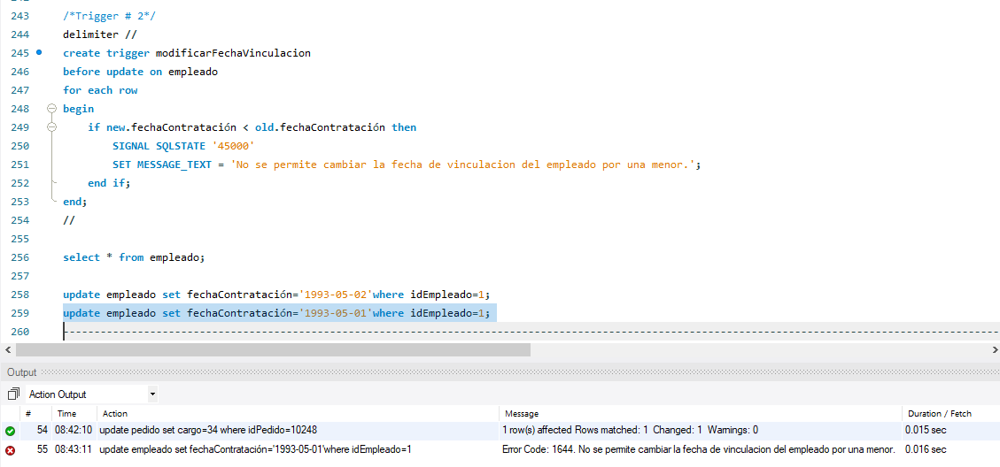 243 /*Trigger # 2*/
244 delimiter //
245 create trigger modificarFechaVinculacion
246 before update on empleado
247 for each row
248 begin
249 if new.fechaContratación < old.fechaContratación then
250 SIGNAL SQLSTATE '45000'
251 SET MESSAGE_TEXT = 'No se permite cambiar la fecha de vinculacion del empleado por una menor.';
252 end if;
253 end;
254 //
255
256 select * from empleado;
257
258 update empleado set fechaContratación='1993-05-02'where idEmpleado=1;
259 update empleado set fechaContratación='1993-05-01'where idEmpleado=1;
260
Output
Action Output
# Time Action Message Duration / Fetch
54 08:42:10 update pedido set cargo=34 where idPedido=10248 1 row(s) affected Rows matched: 1 Changed: 1 Warnings: 0 0.015 sec
55 08:43:11 update empleado set fechaContratación='1993-05-01'where idEmpleado=1 Error Code: 1644. No se permite cambiar la fecha de vinculacion del empleado por una menor. 0.016 sec